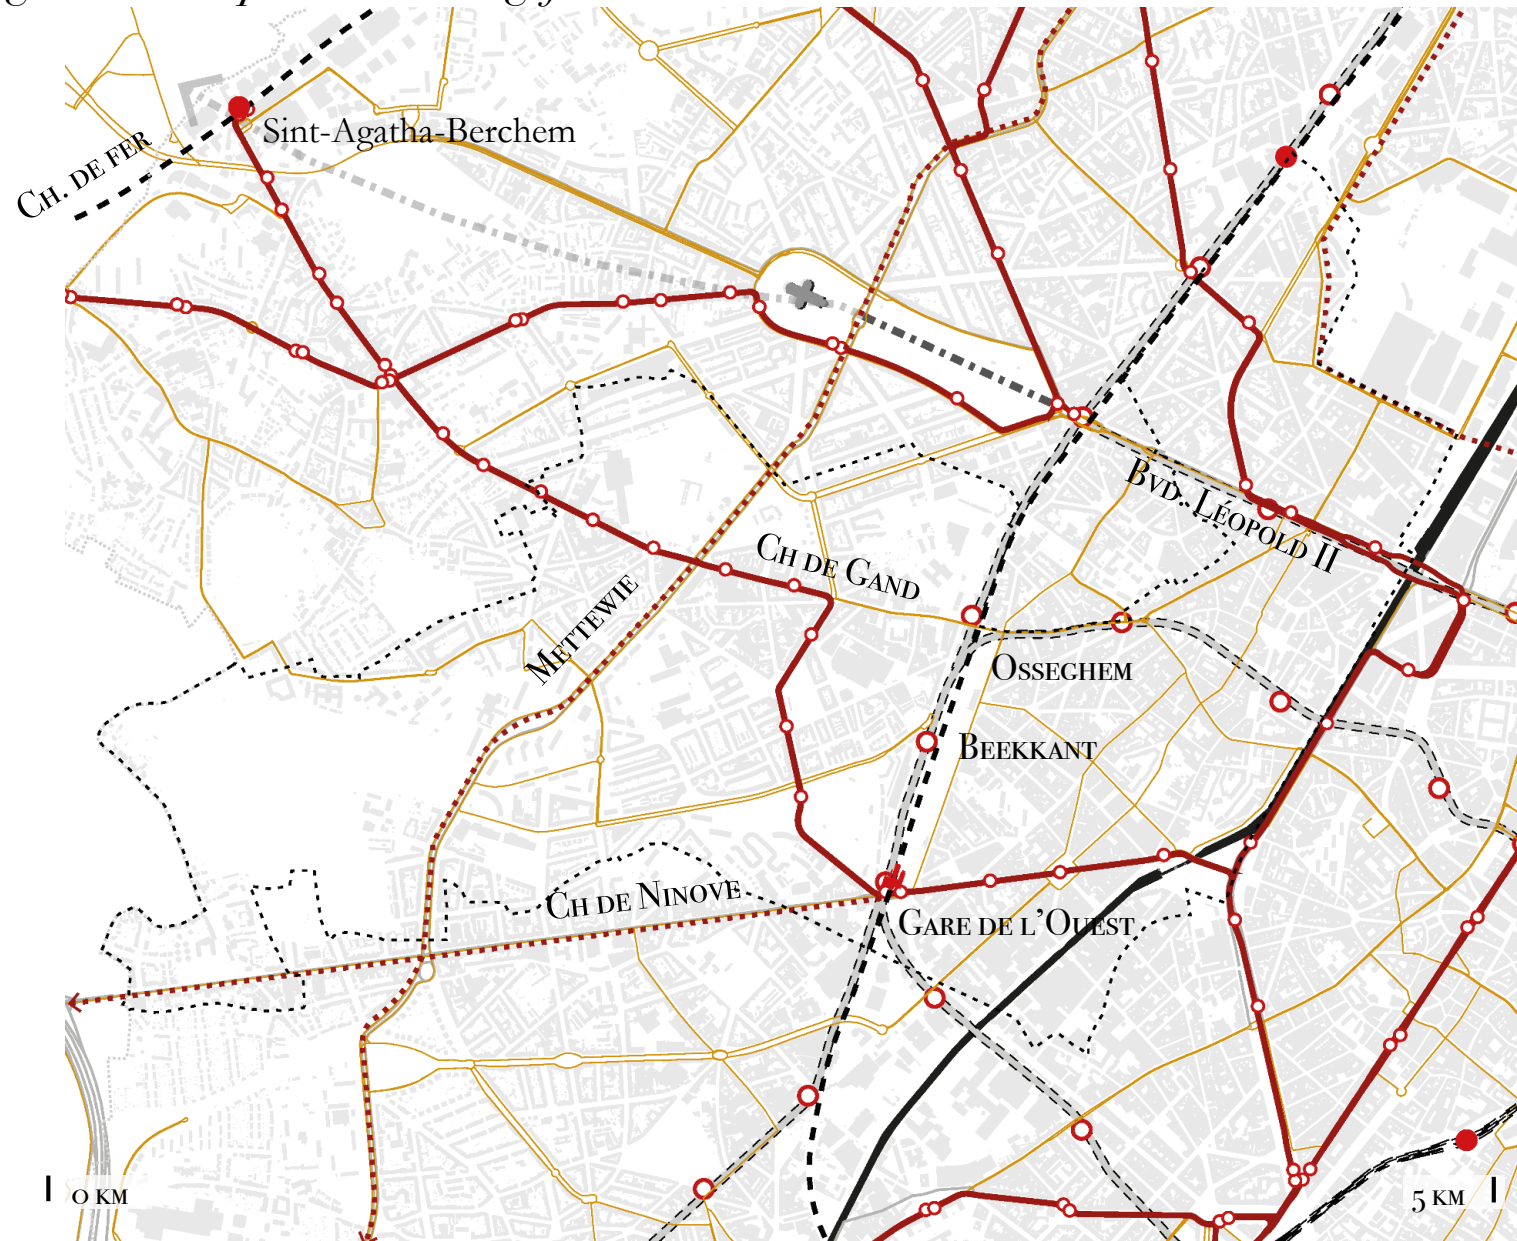 Sint-Agatha-Berchem
CH. DE FER
BVD. LÉOPOLD II
CH DE GAND
METTEWIE
OSSEGHEM
BEEKKANT
CH DE NINOVE
GARE DE L'OUEST
0 KM
5 KM